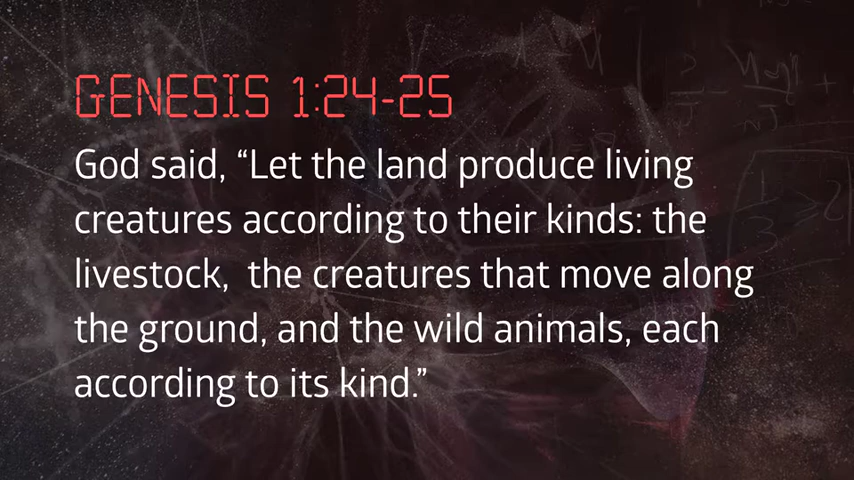 GENESIS 1:24-25
God said, “Let the land produce living
creatures according to their kinds: the
livestock,  the creatures that move along
the ground, and the wild animals, each
according to its kind.”